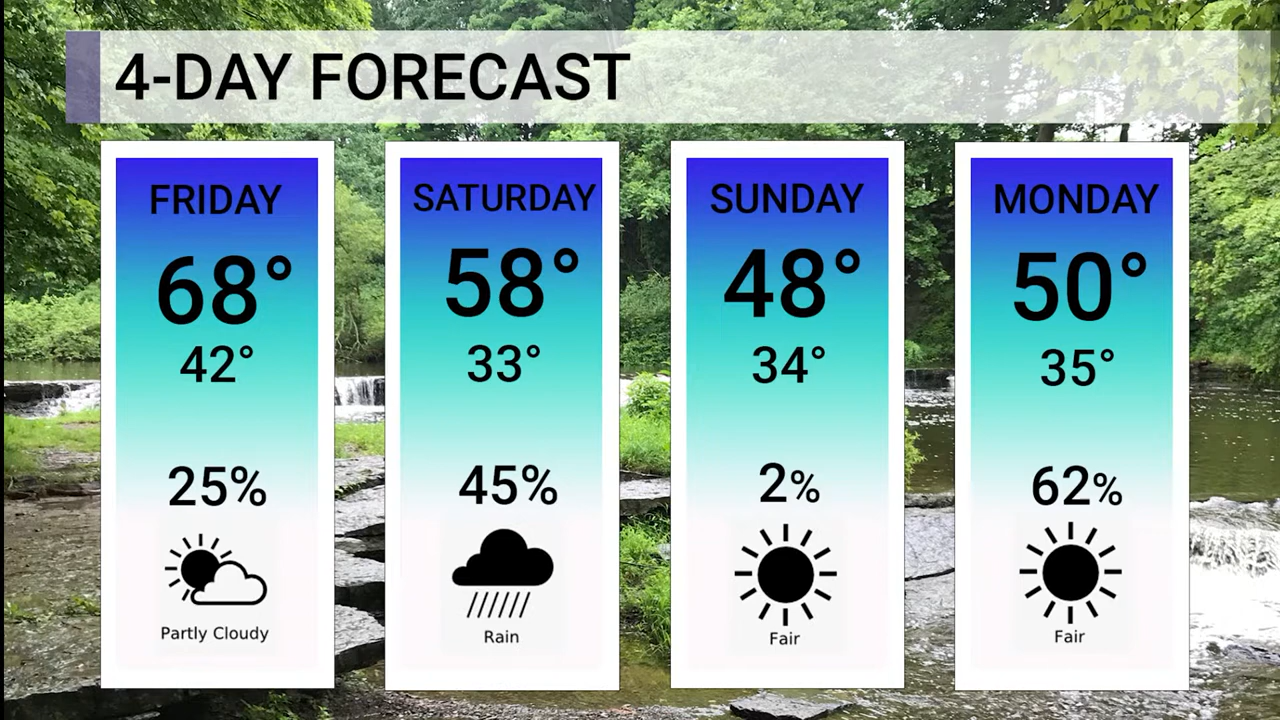 4-DAY FORECAST
FRIDAY
68°
42°
25%
Partly Cloudy
SATURDAY
58°
33°
45%
Rain
SUNDAY
48°
34°
2%
Fair
MONDAY
50°
35°
62%
Fair